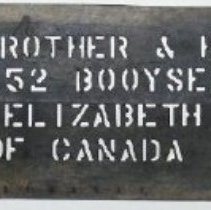 ROTHER & 
52 BOOYSE
ELIZABETH
OF CANADA